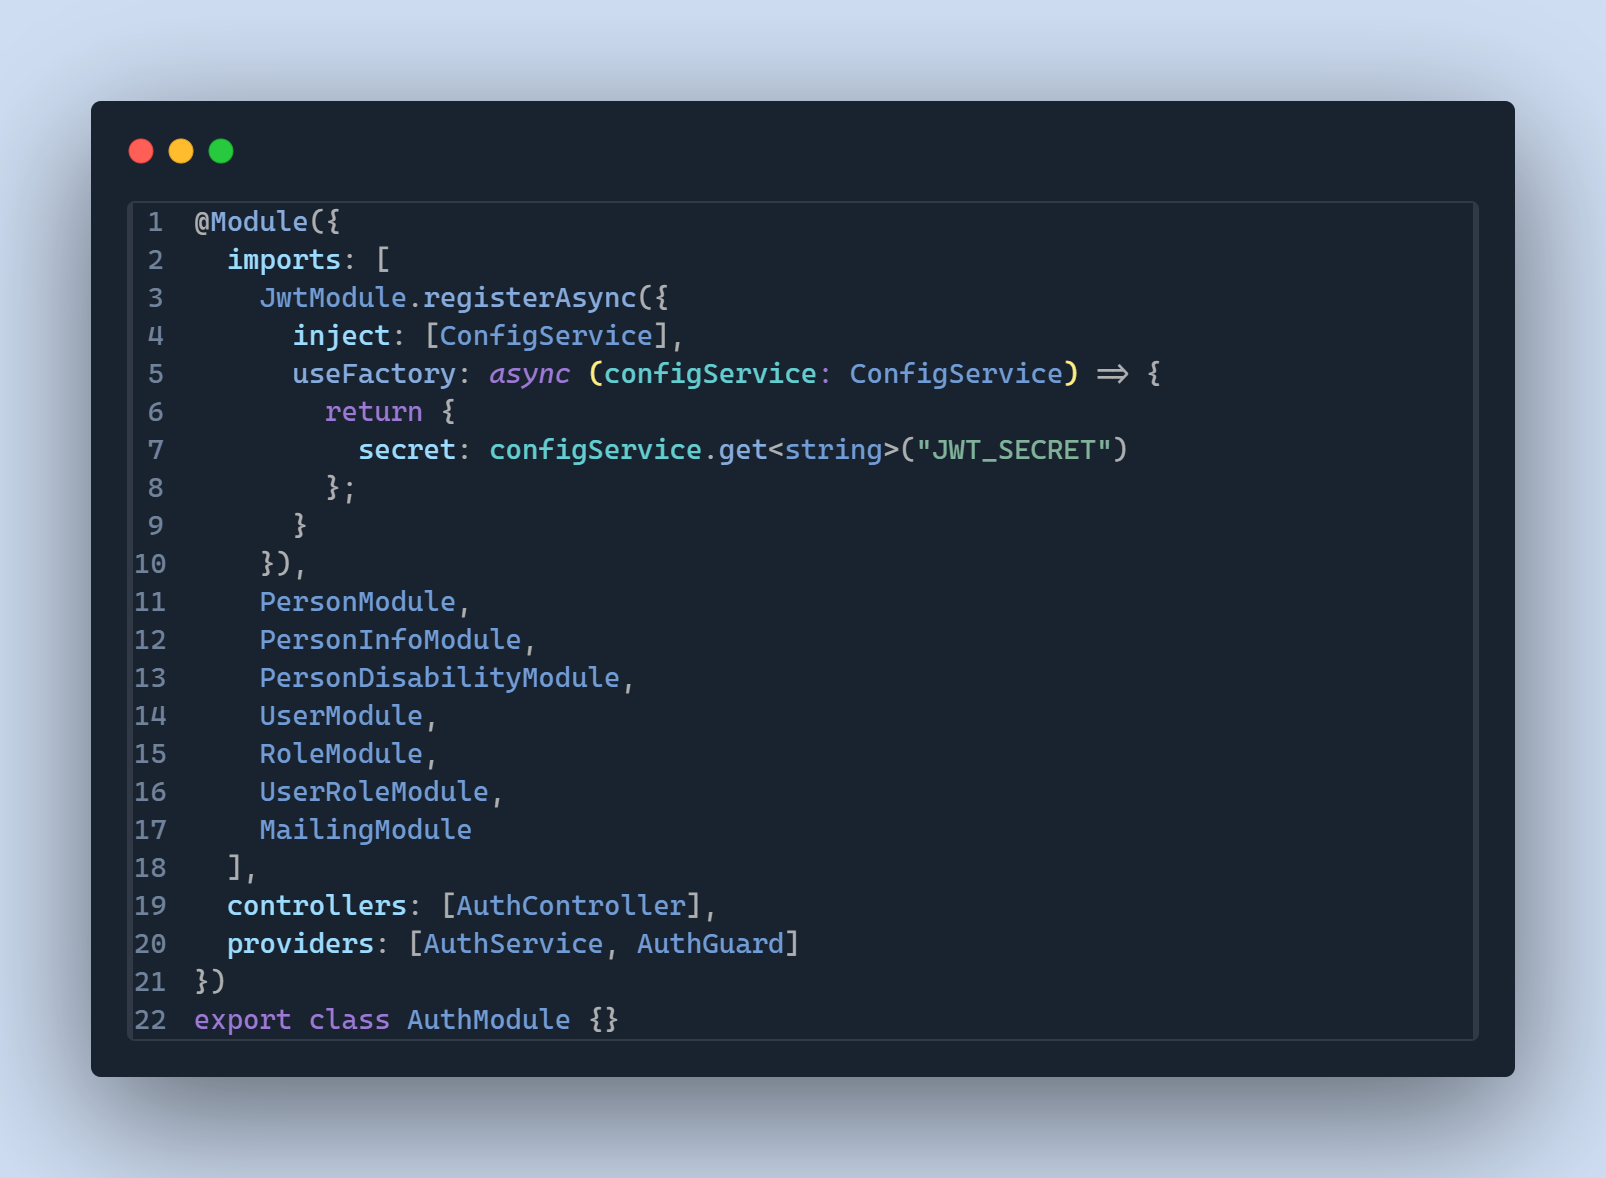 1 @Module({
2   imports: [
3     JwtModule.registerAsync({
4       inject: [ConfigService],
5       useFactory: async (configService: ConfigService) => {
6         return {
7           secret: configService.get<string>("JWT_SECRET")
8         };
9       }
10     }),
11     PersonModule,
12     PersonInfoModule,
13     PersonDisabilityModule,
14     UserModule,
15     RoleModule,
16     UserRoleModule,
17     MailingModule
18   ],
19   controllers: [AuthController],
20   providers: [AuthService, AuthGuard]
21 })
22 export class AuthModule {}